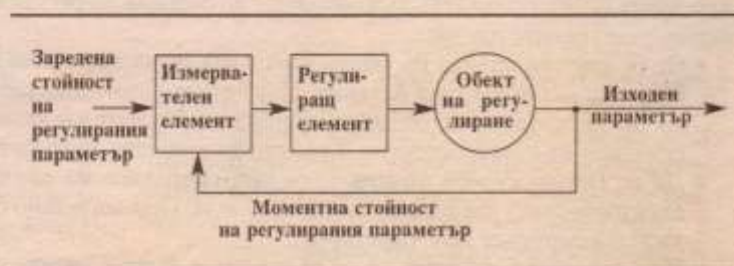 Заредена
стойност
на
регулирания
параметър
Измерва-
телен
елемент
Регули-
ращ
елемент
Обект
на регу-
лиране
Изходен
параметър
Моментна стойност
на регулирания параметър